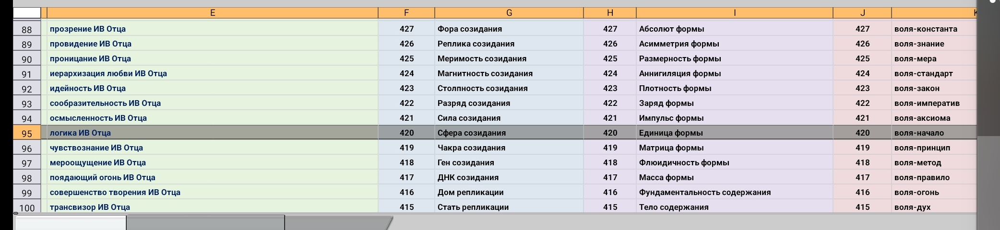 E F G H I J K
88 прозрение ИВ Отца 427 Фора созидания 427 Абсолют формы 427 воля-константа
89 провидение ИВ Отца 426 Реплика созидания 426 Асимметрия формы 426 воля-знание
90 проницание ИВ Отца 425 Меримость созидания 425 Размерность формы 425 воля-мера
91 иерархизация любви ИВ Отца 424 Магнитность созидания 424 Аннигиляция формы 424 воля-стандарт
92 идейность ИВ Отца 423 Столпность созидания 423 Плотность формы 423 воля-закон
93 сообразительность ИВ Отца 422 Разряд созидания 422 Заряд формы 422 воля-императив
94 осмысленность ИВ Отца 421 Сила созидания 421 Импульс формы 421 воля-аксиома
95 логика ИВ Отца 420 Сфера созидания 420 Единица формы 420 воля-начало
96 чувствознание ИВ Отца 419 Чакра созидания 419 Матрица формы 419 воля-принцип
97 мероощущение ИВ Отца 418 Ген созидания 418 Флюидичность формы 418 воля-метод
98 поядающий огонь ИВ Отца 417 ДНК созидания 417 Масса формы 417 воля-правило
99 совершенство творения ИВ Отца 416 Дом репликации 416 Фундаментальность содержания 416 воля-огонь
100 трансвизор ИВ Отца 415 Стать репликации 415 Тело содержания 415 воля-дух